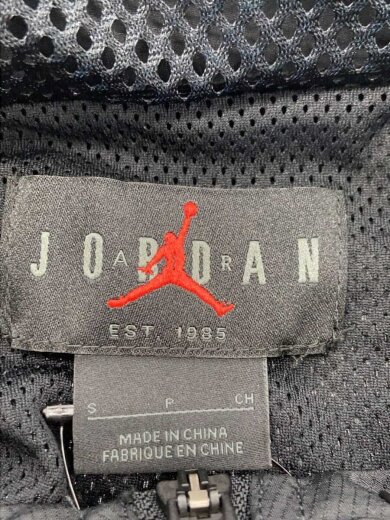 JORDAN
AIR
EST. 1985
S P CH
MADE IN CHINA
FABRIQUE EN CHINE